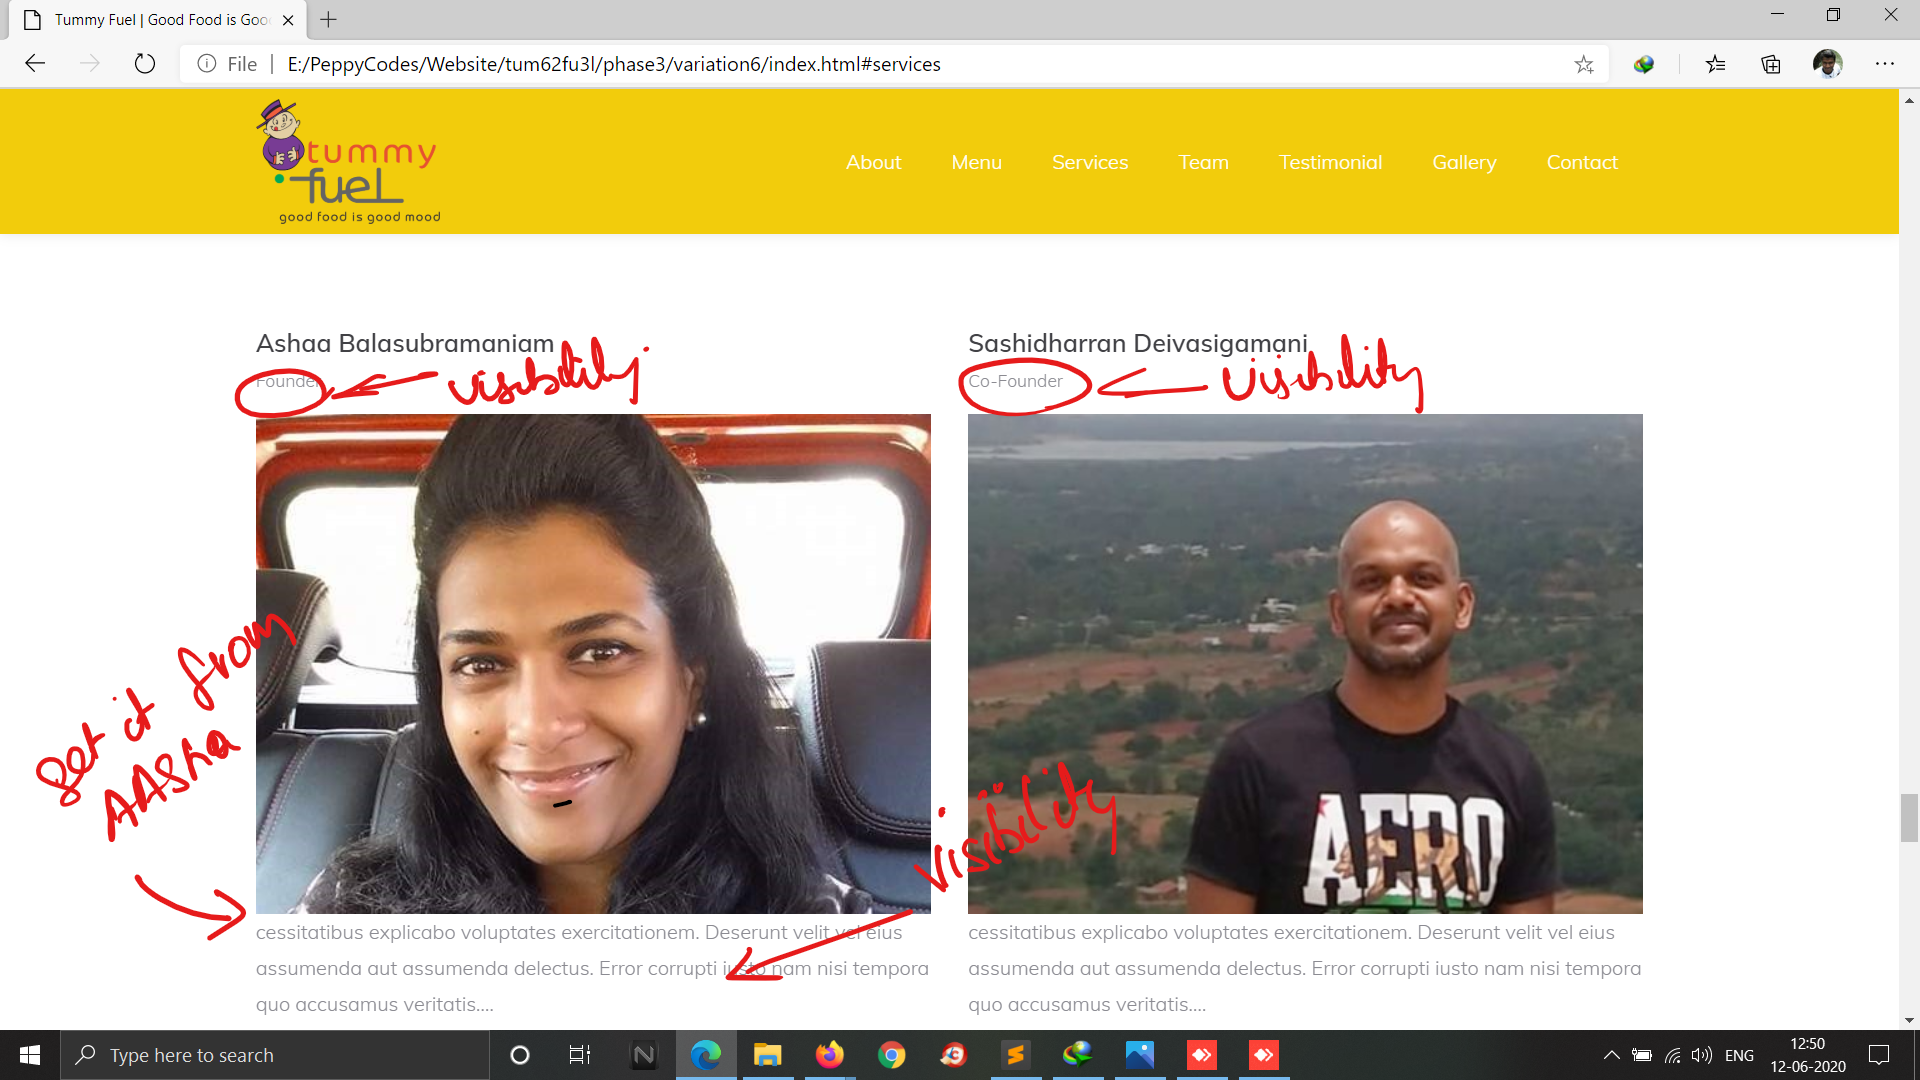 Tummy Fuel | Good Food is Goo
File | E:/PeppyCodes/Website/tum62fu3l/phase3/variation6/index.html#services
tummy
fuel
good food is good mood
About Menu Services Team Testimonial Gallery Contact
Ashaa Balasubramaniam
Founder
visibility
Sashidharran Deivasigamani
Co-Founder
visibility
get it from
AAsha
visibility
AERO
cessitatibus explicabo voluptates exercitationem. Deserunt velit vel eius
assumenda aut assumenda delectus. Error corrupti iusto nam nisi tempora
quo accusamus veritatis....
cessitatibus explicabo voluptates exercitationem. Deserunt velit vel eius
assumenda aut assumenda delectus. Error corrupti iusto nam nisi tempora
quo accusamus veritatis....
Type here to search
ENG
12:50
12-06-2020